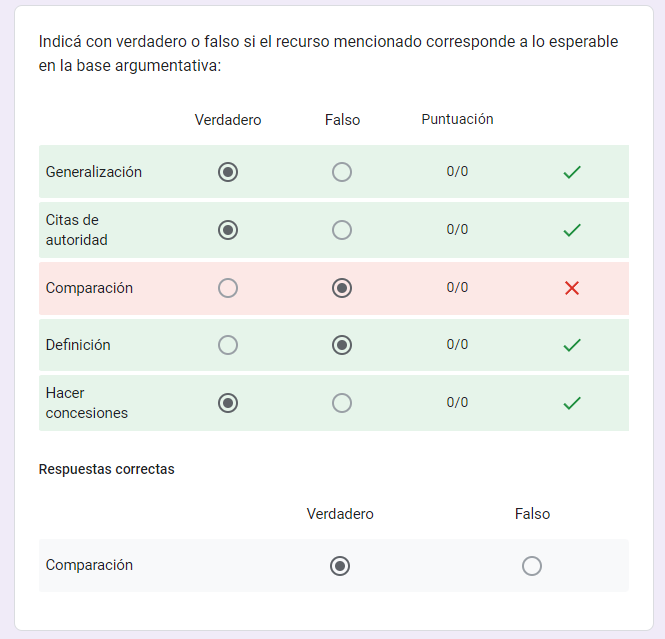 Indicá con verdadero o falso si el recurso mencionado corresponde a lo esperable
en la base argumentativa:
Verdadero Falso Puntuación
Generalización 0/0
Citas de
autoridad 0/0
Comparación 0/0
Definición 0/0
Hacer
concesiones 0/0
Respuestas correctas
Verdadero Falso
Comparación